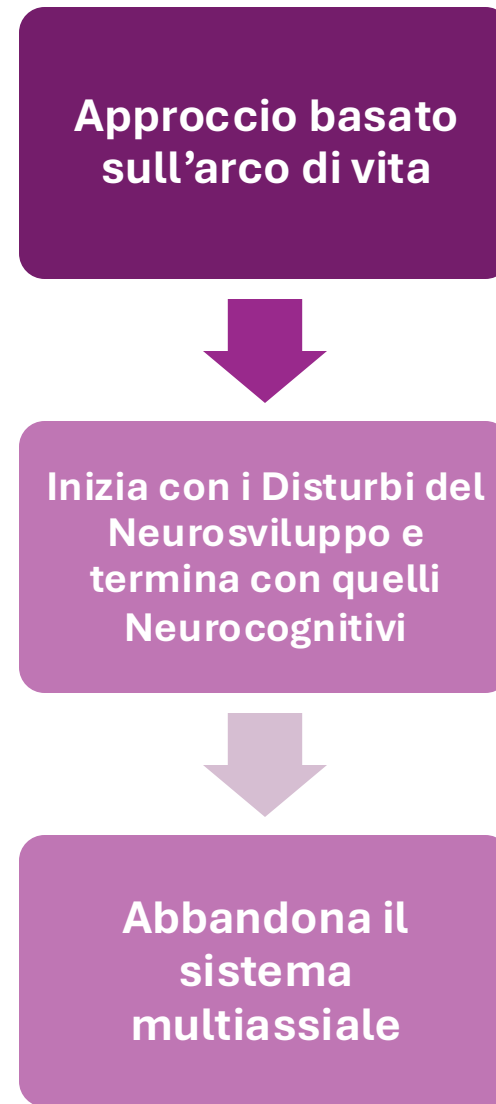 Approccio basato
sull’arco di vita
Inizia con i Disturbi del
Neurosviluppo e
termina con quelli
Neurocognitivi
Abbandona il
sistema
multiassiale